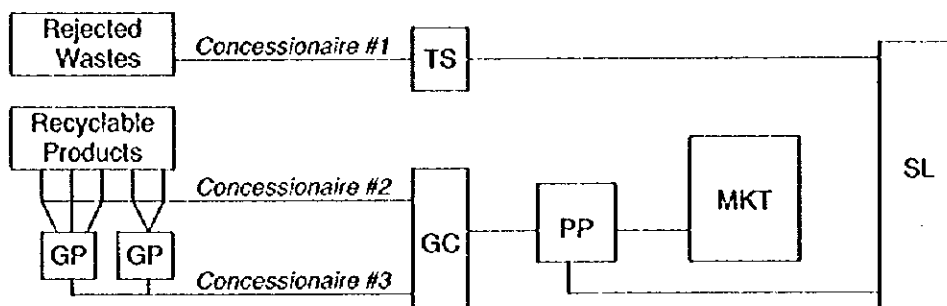 Rejected
Wastes
Concessionaire #1
TS
Recyclable
Products
Concessionaire #2
GP
GP
Concessionaire #3
GC
PP
MKT
SL